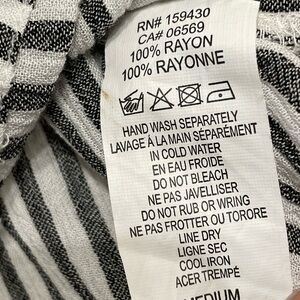 RN# 159430
CA# 06569
100% RAYON
100% RAYONNE
HAND WASH SEPARATELY
LAVAGE À LA MAIN SÉPARÉMENT
IN COLD WATER
EN EAU FROIDE
DO NOT BLEACH
NE PAS JAVELLISER
DO NOT RUB OR WRING
NE PAS FROTTER OU TORORE
LINE DRY
LIGNE SEC
COOL IRON
ACER TREMPÉ
MEDIUM